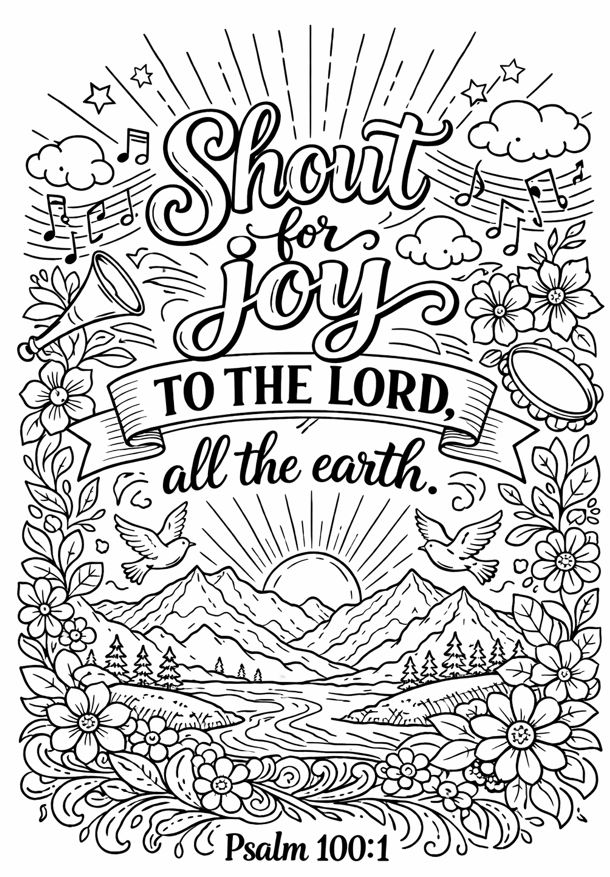 Shout
for
joy
TO THE LORD,
all the earth.
Psalm 100:1